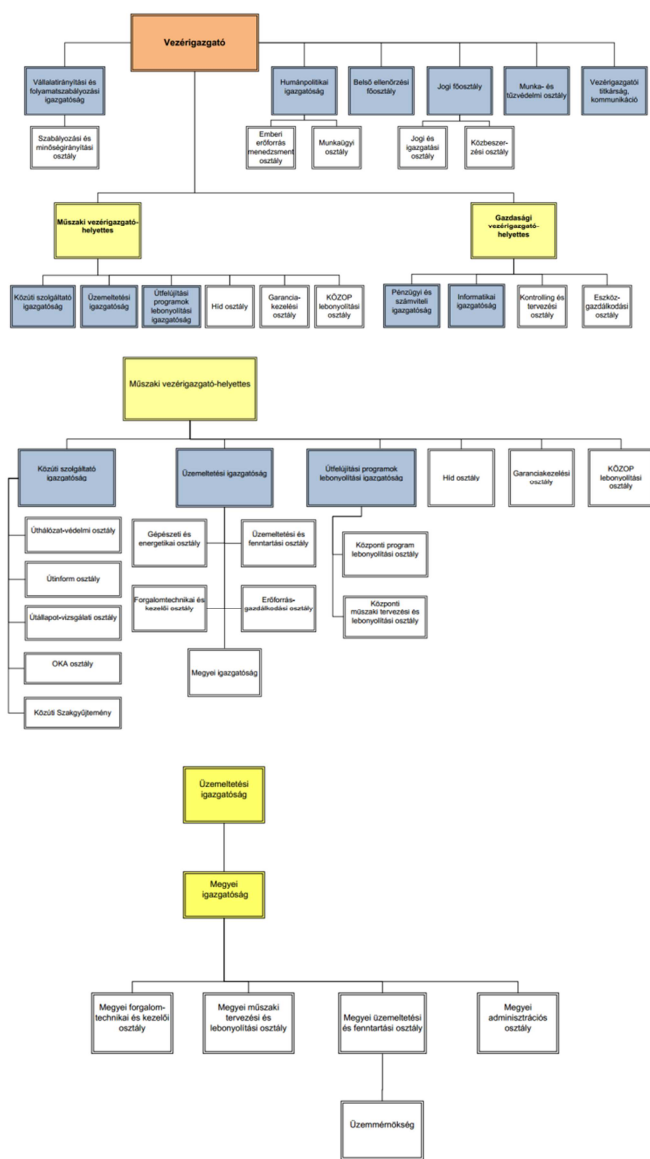 Vezérigazgató
Vállalatirányítási és
folyamatszabályozási
igazgatóság
Humánpolitikai
igazgatóság
Belső ellenőrzési
főosztály
Jogi főosztály
Munka- és
tűzvédelmi osztály
Vezérigazgatói
titkárság,
kommunikáció
Szabályozási és
minőségirányítási
osztály
Emberi
erőforrás
menedzsment
osztály
Munkaügyi
osztály
Jogi és
igazgatási
osztály
Közbeszer-
zési osztály
Műszaki vezérigazgató-
helyettes
Gazdasági
vezérigazgató-
helyettes
Közúti szolgáltató
igazgatóság
Üzemeltetési
igazgatóság
Útfelújítási
programok
lebonyolítási
igazgatóság
Híd osztály
Garancia-
kezelési
osztály
KÖZOP
lebonyolítási
osztály
Pénzügyi és
számviteli
igazgatóság
Informatikai
igazgatóság
Kontrolling és
tervezési
osztály
Eszköz-
gazdálkodási
osztály
Műszaki vezérigazgató-helyettes
Közúti szolgáltató
igazgatóság
Üzemeltetési igazgatóság
Útfelújítási programok
lebonyolítási igazgatóság
Híd osztály
Garanciakezelési
osztály
KÖZOP
lebonyolítási
osztály
Úthálózat-védelmi osztály
Útinform osztály
Útállapot-vizsgálati osztály
OKA osztály
Közúti Szakgyűjtemény
Gépészeti és
energetikai osztály
Üzemeltetési és
fenntartási osztály
Forgalomtechnikai és
kezelői osztály
Erőforrás-
gazdálkodási osztály
Megyei igazgatóság
Központi program
lebonyolítási osztály
Központi
műszaki tervezési és
lebonyolítási osztály
Üzemeltetési
igazgatóság
Megyei
igazgatóság
Megyei forgalom-
technikai és kezelői
osztály
Megyei műszaki
tervezési és
lebonyolítási osztály
Megyei üzemeltetési
és fenntartási osztály
Megyei
adminisztrációs
osztály
Üzemmérnökség